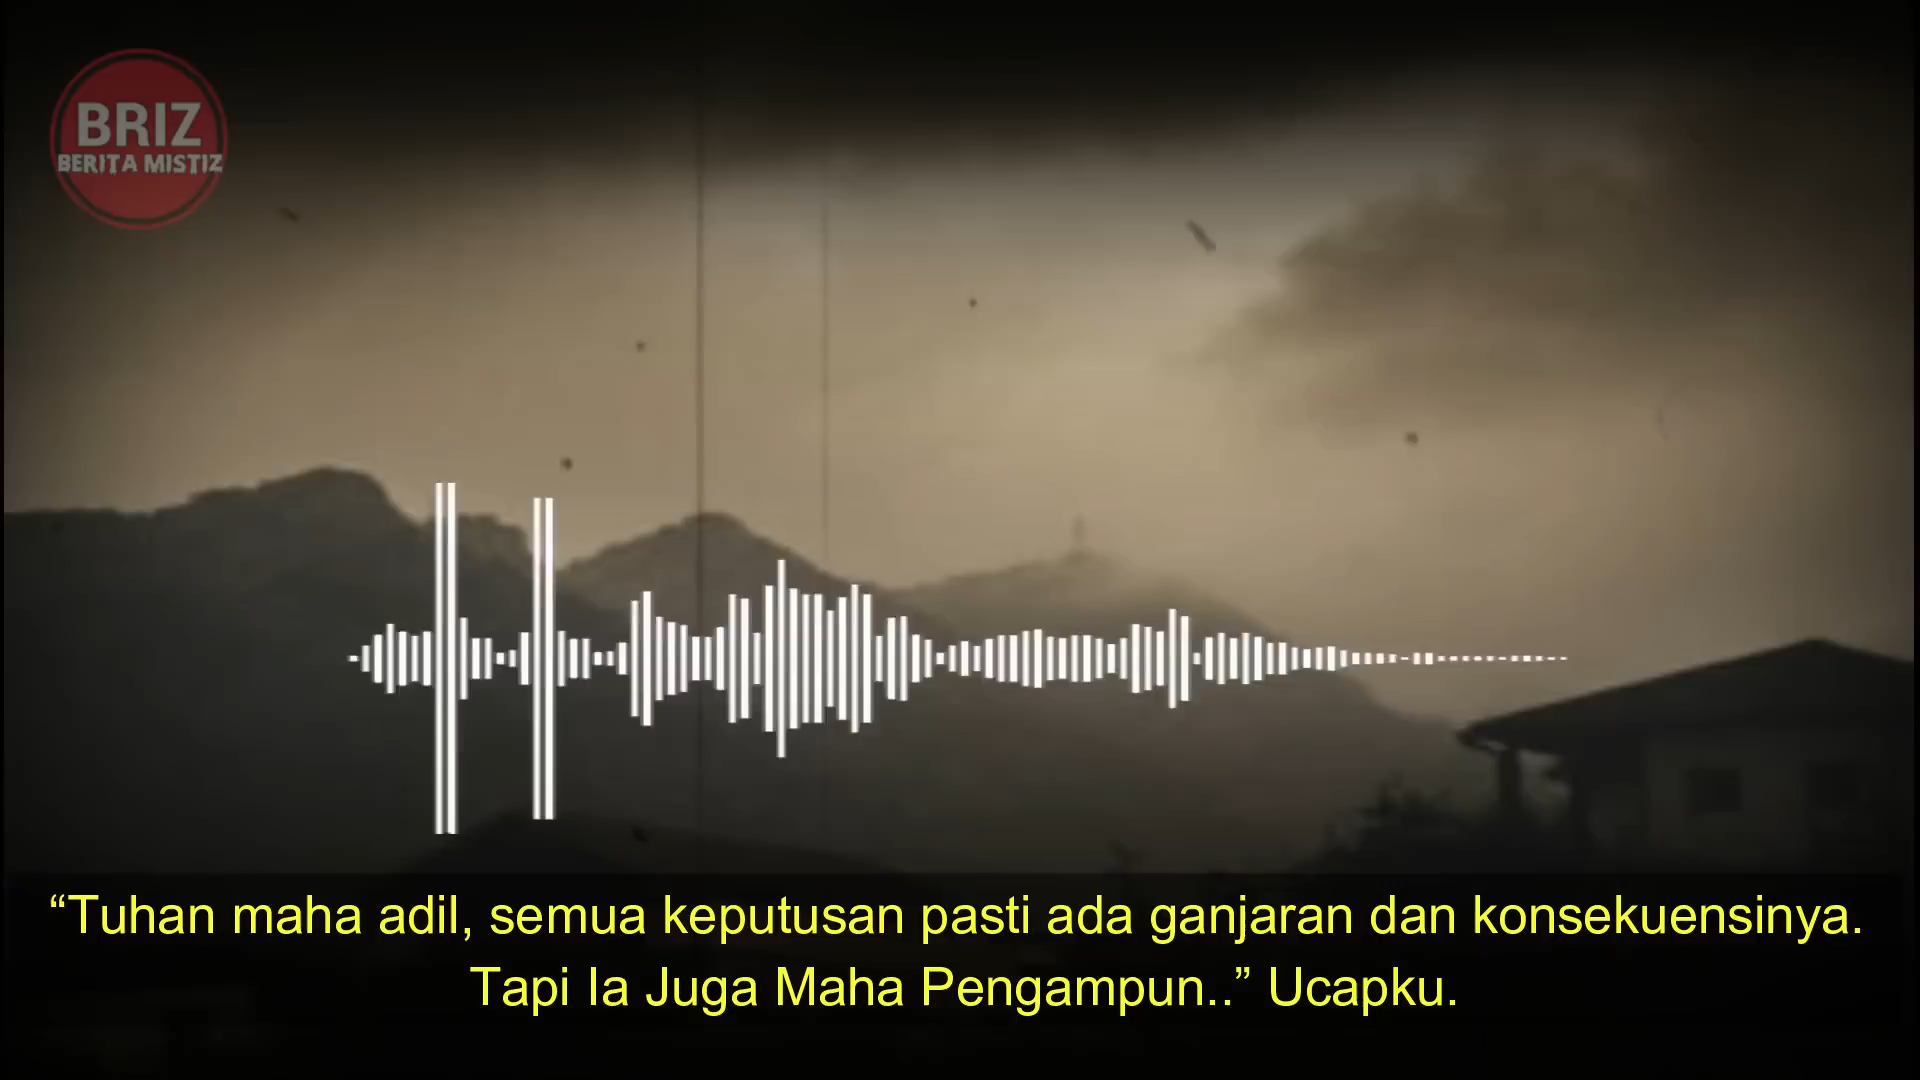 BRIZ
BERITA MISTIZ
“Tuhan maha adil, semua keputusan pasti ada ganjaran dan konsekuensinya.
Tapi Ia Juga Maha Pengampun..” Ucapku.